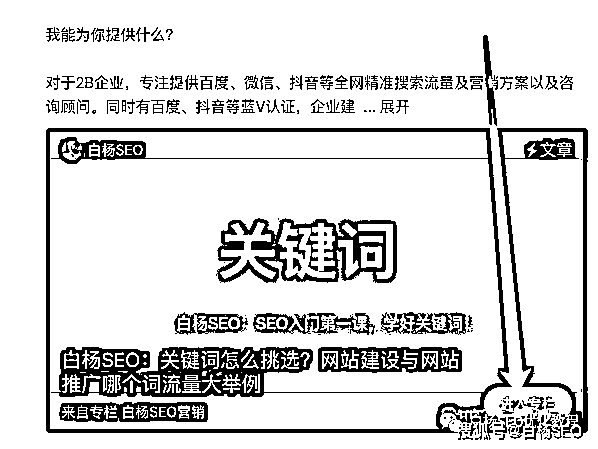 我能为你提供什么?
对于2B企业，专注提供百度、微信、抖音等全网精准搜索流量及营销方案以及咨
询顾问。同时有百度、抖音等蓝V认证，企业建 ... 展开
白杨SEO
文章
关键词
白杨SEO：SEO入门第一课，学好关键词！
白杨SEO：关键词怎么挑选？网站建设与网站
推广哪个词流量大举例
来自专栏 白杨SEO营销
进入专栏
搜狐号@白杨SEO